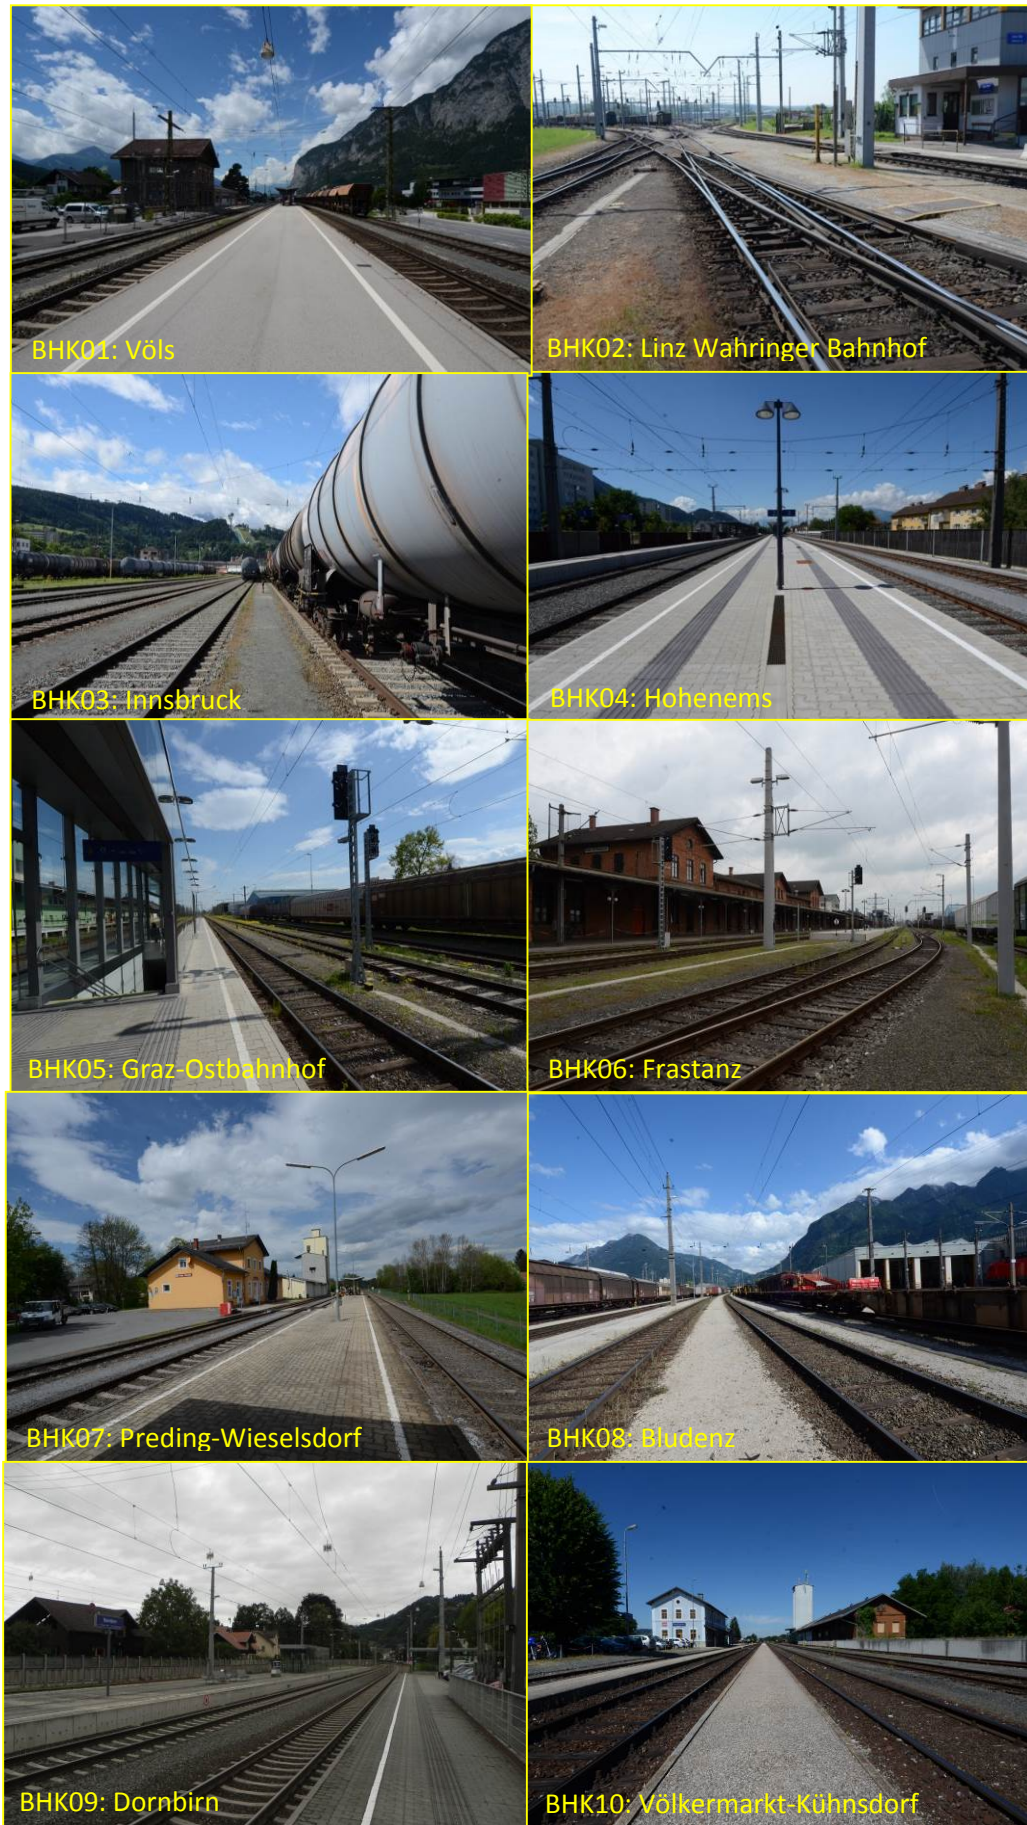 BHK01: Völs
BHK02: Linz Wahringer Bahnhof
BHK03: Innsbruck
BHK04: Hohenems
BHK05: Graz-Ostbahnhof
BHK06: Frastanz
BHK07: Preding-Wieselsdorf
BHK08: Bludenz
BHK09: Dornbirn
BHK10: Völkermarkt-Kühnsdorf